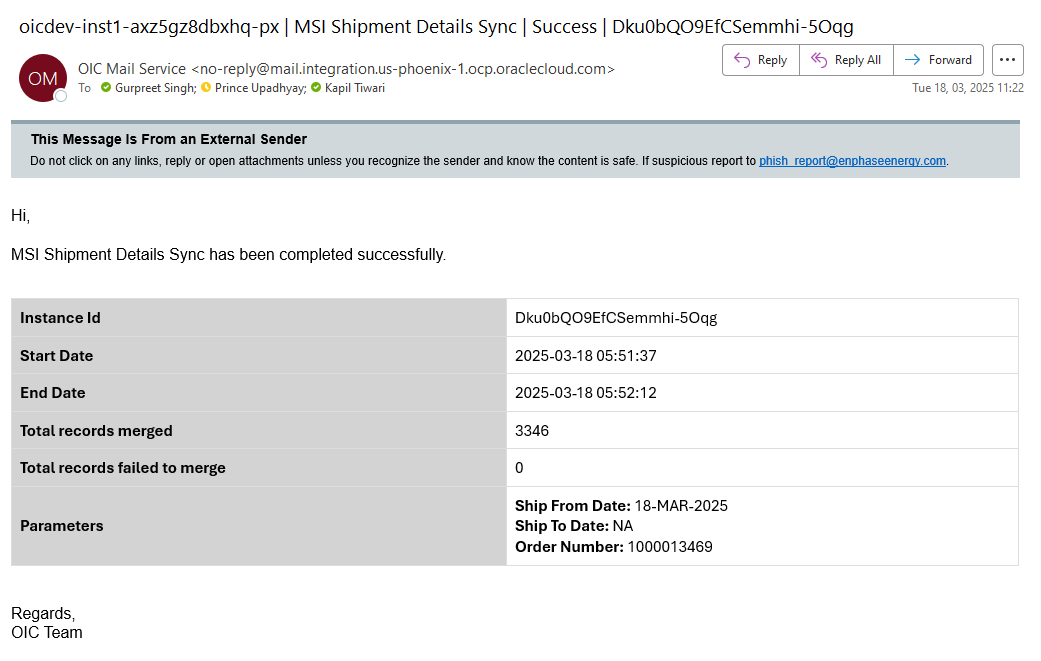 oicdev-inst1-axz5gz8dbxhq-px | MSI Shipment Details Sync | Success | Dku0bQO9EfCSemmhi-5Oqg
OM
OIC Mail Service <no-reply@mail.integration.us-phoenix-1.ocp.oraclecloud.com>
To Gurpreet Singh; Prince Upadhyay; Kapil Tiwari
Reply
Reply All
Forward
Tue 18, 03, 2025 11:22
This Message Is From an External Sender
Do not click on any links, reply or open attachments unless you recognize the sender and know the content is safe. If suspicious report to phish_report@enphaseenergy.com.
Hi,
MSI Shipment Details Sync has been completed successfully.
Instance Id Dku0bQO9EfCSemmhi-5Oqg
Start Date 2025-03-18 05:51:37
End Date 2025-03-18 05:52:12
Total records merged 3346
Total records failed to merge 0
Parameters
Ship From Date: 18-MAR-2025
Ship To Date: NA
Order Number: 1000013469
Regards,
OIC Team